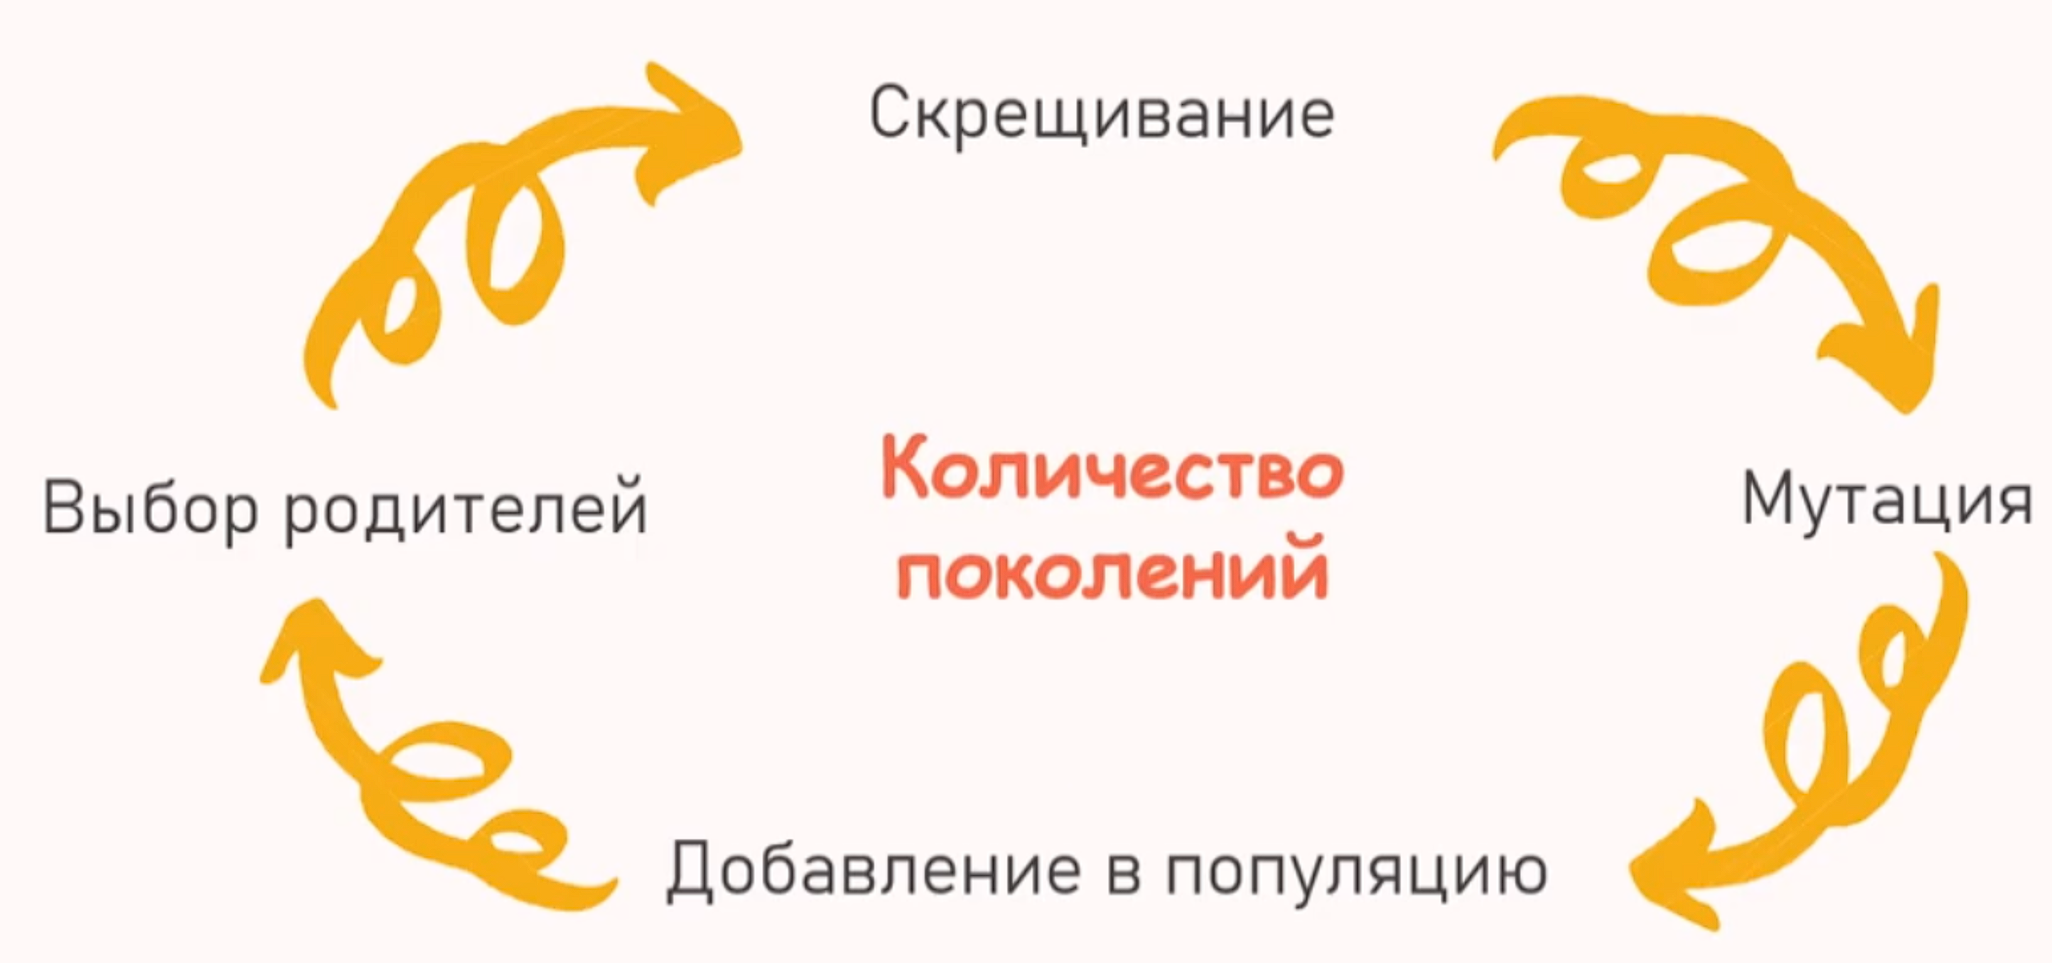 Скрещивание
Количество
поколений
Выбор родителей
Мутация
Добавление в популяцию